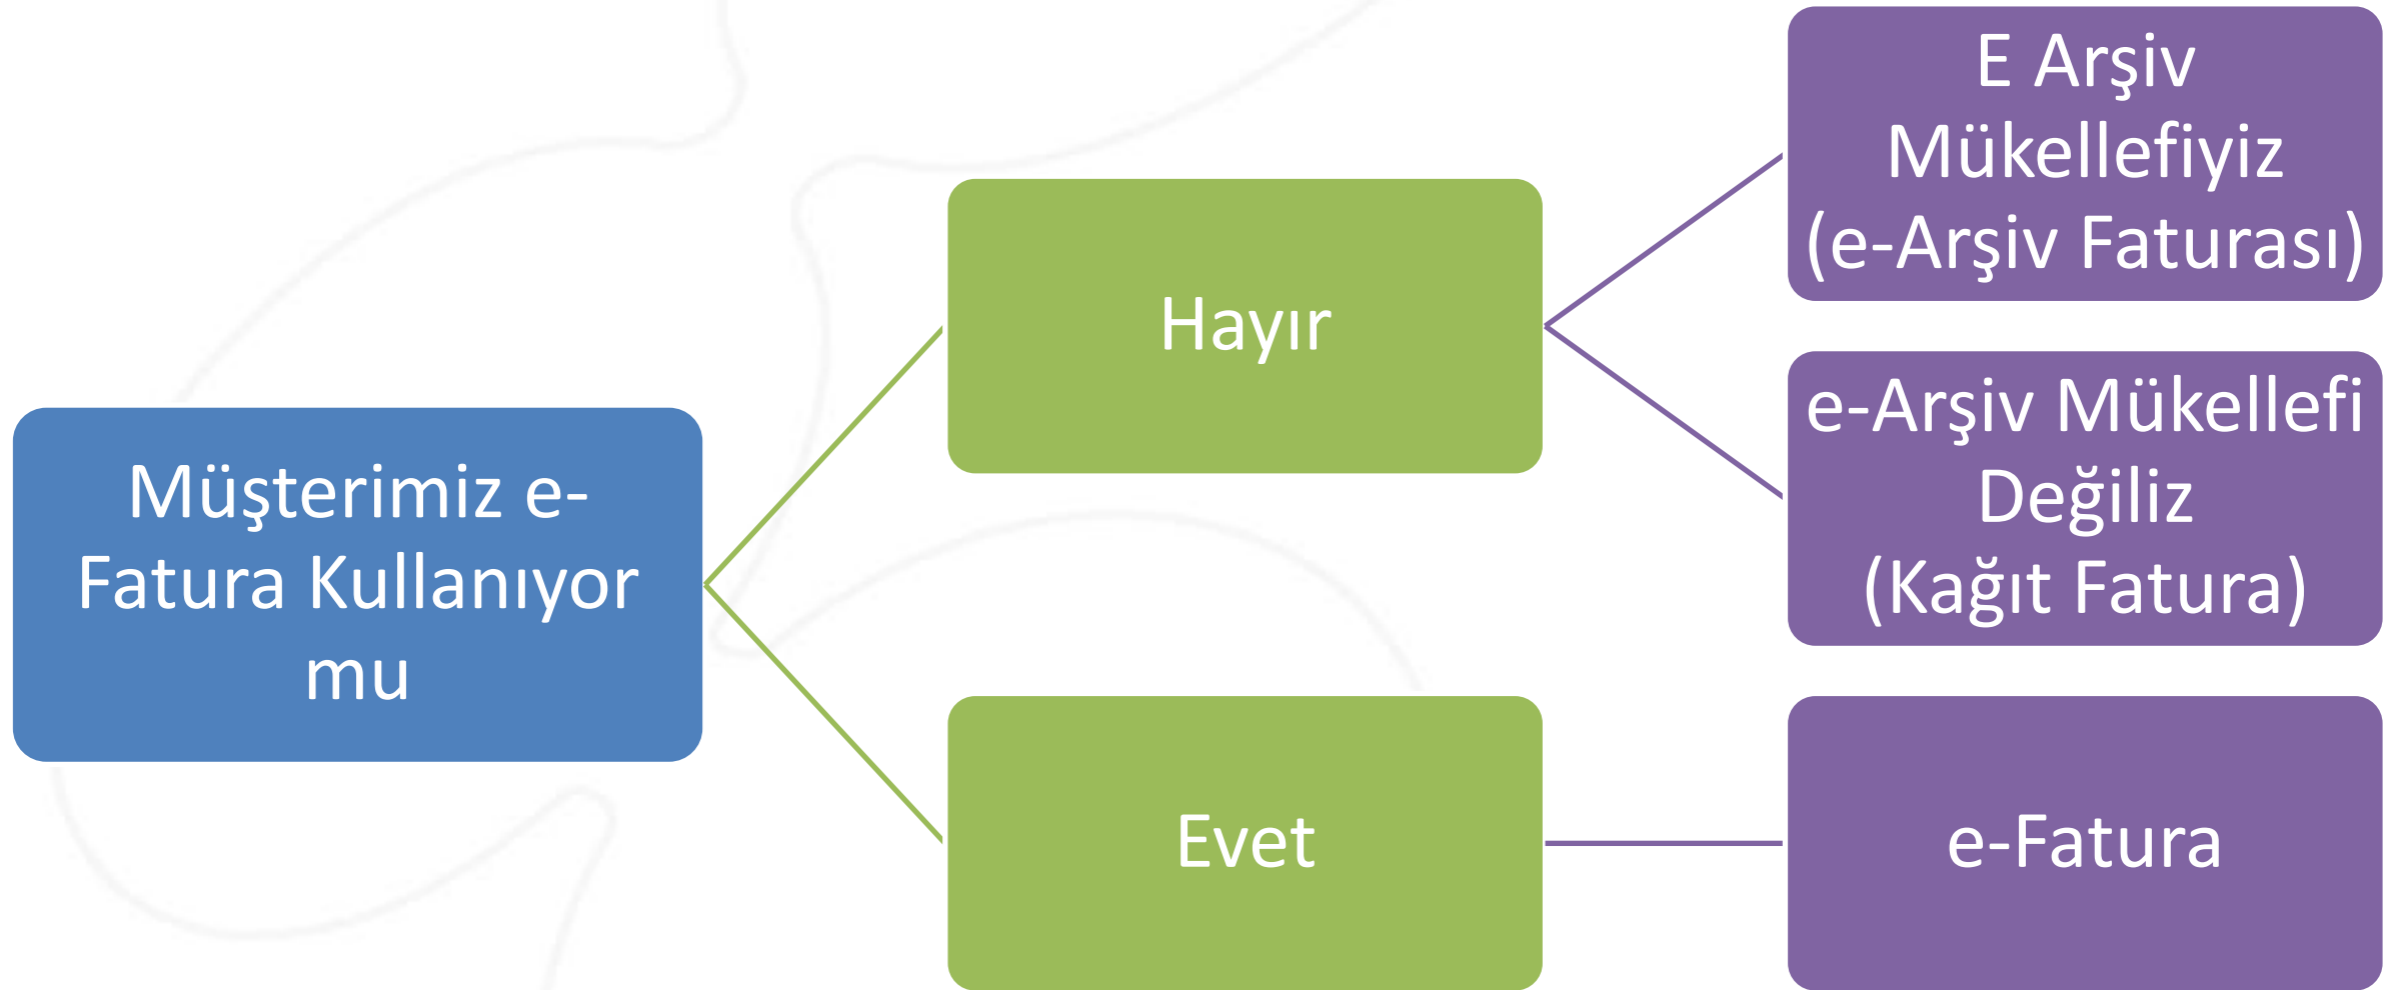 Müşterimiz e-
Fatura Kullanıyor
mu
Hayır
Evet
E Arşiv
Mükellefiyiz
(e-Arşiv Faturası)
e-Arşiv Mükellefi
Değiliz
(Kağıt Fatura)
e-Fatura